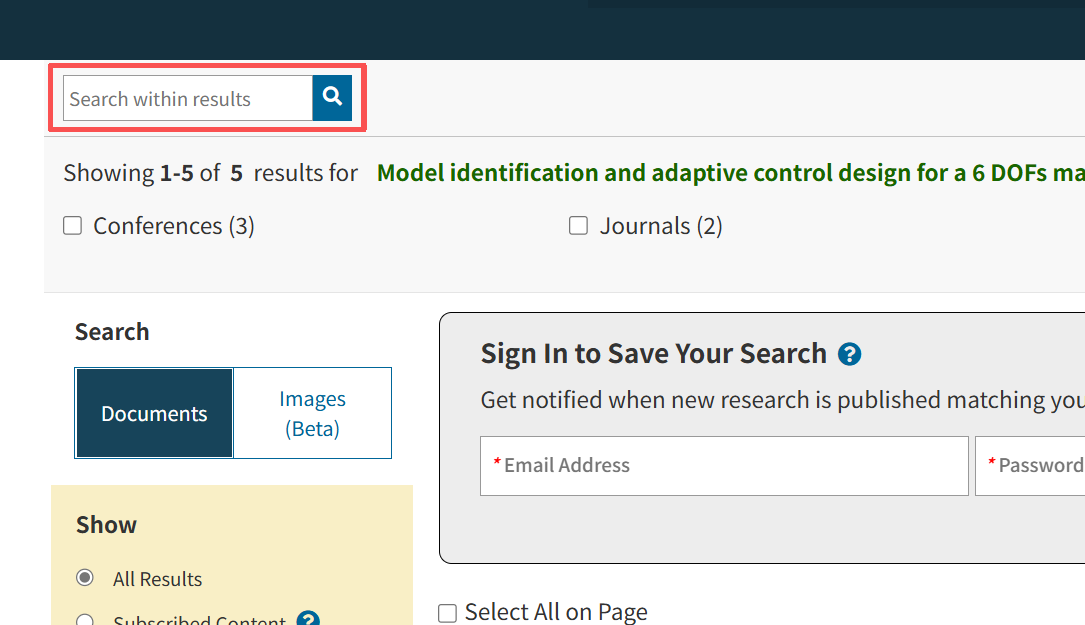 Search within results
Showing 1-5 of 5 results for Model identification and adaptive control design for a 6 DOFs ma
Conferences (3)
Journals (2)
Search
Documents
Images
(Beta)
Show
All Results
Subscribed Content
Sign In to Save Your Search
Get notified when new research is published matching you
* Email Address
* Password
Select All on Page